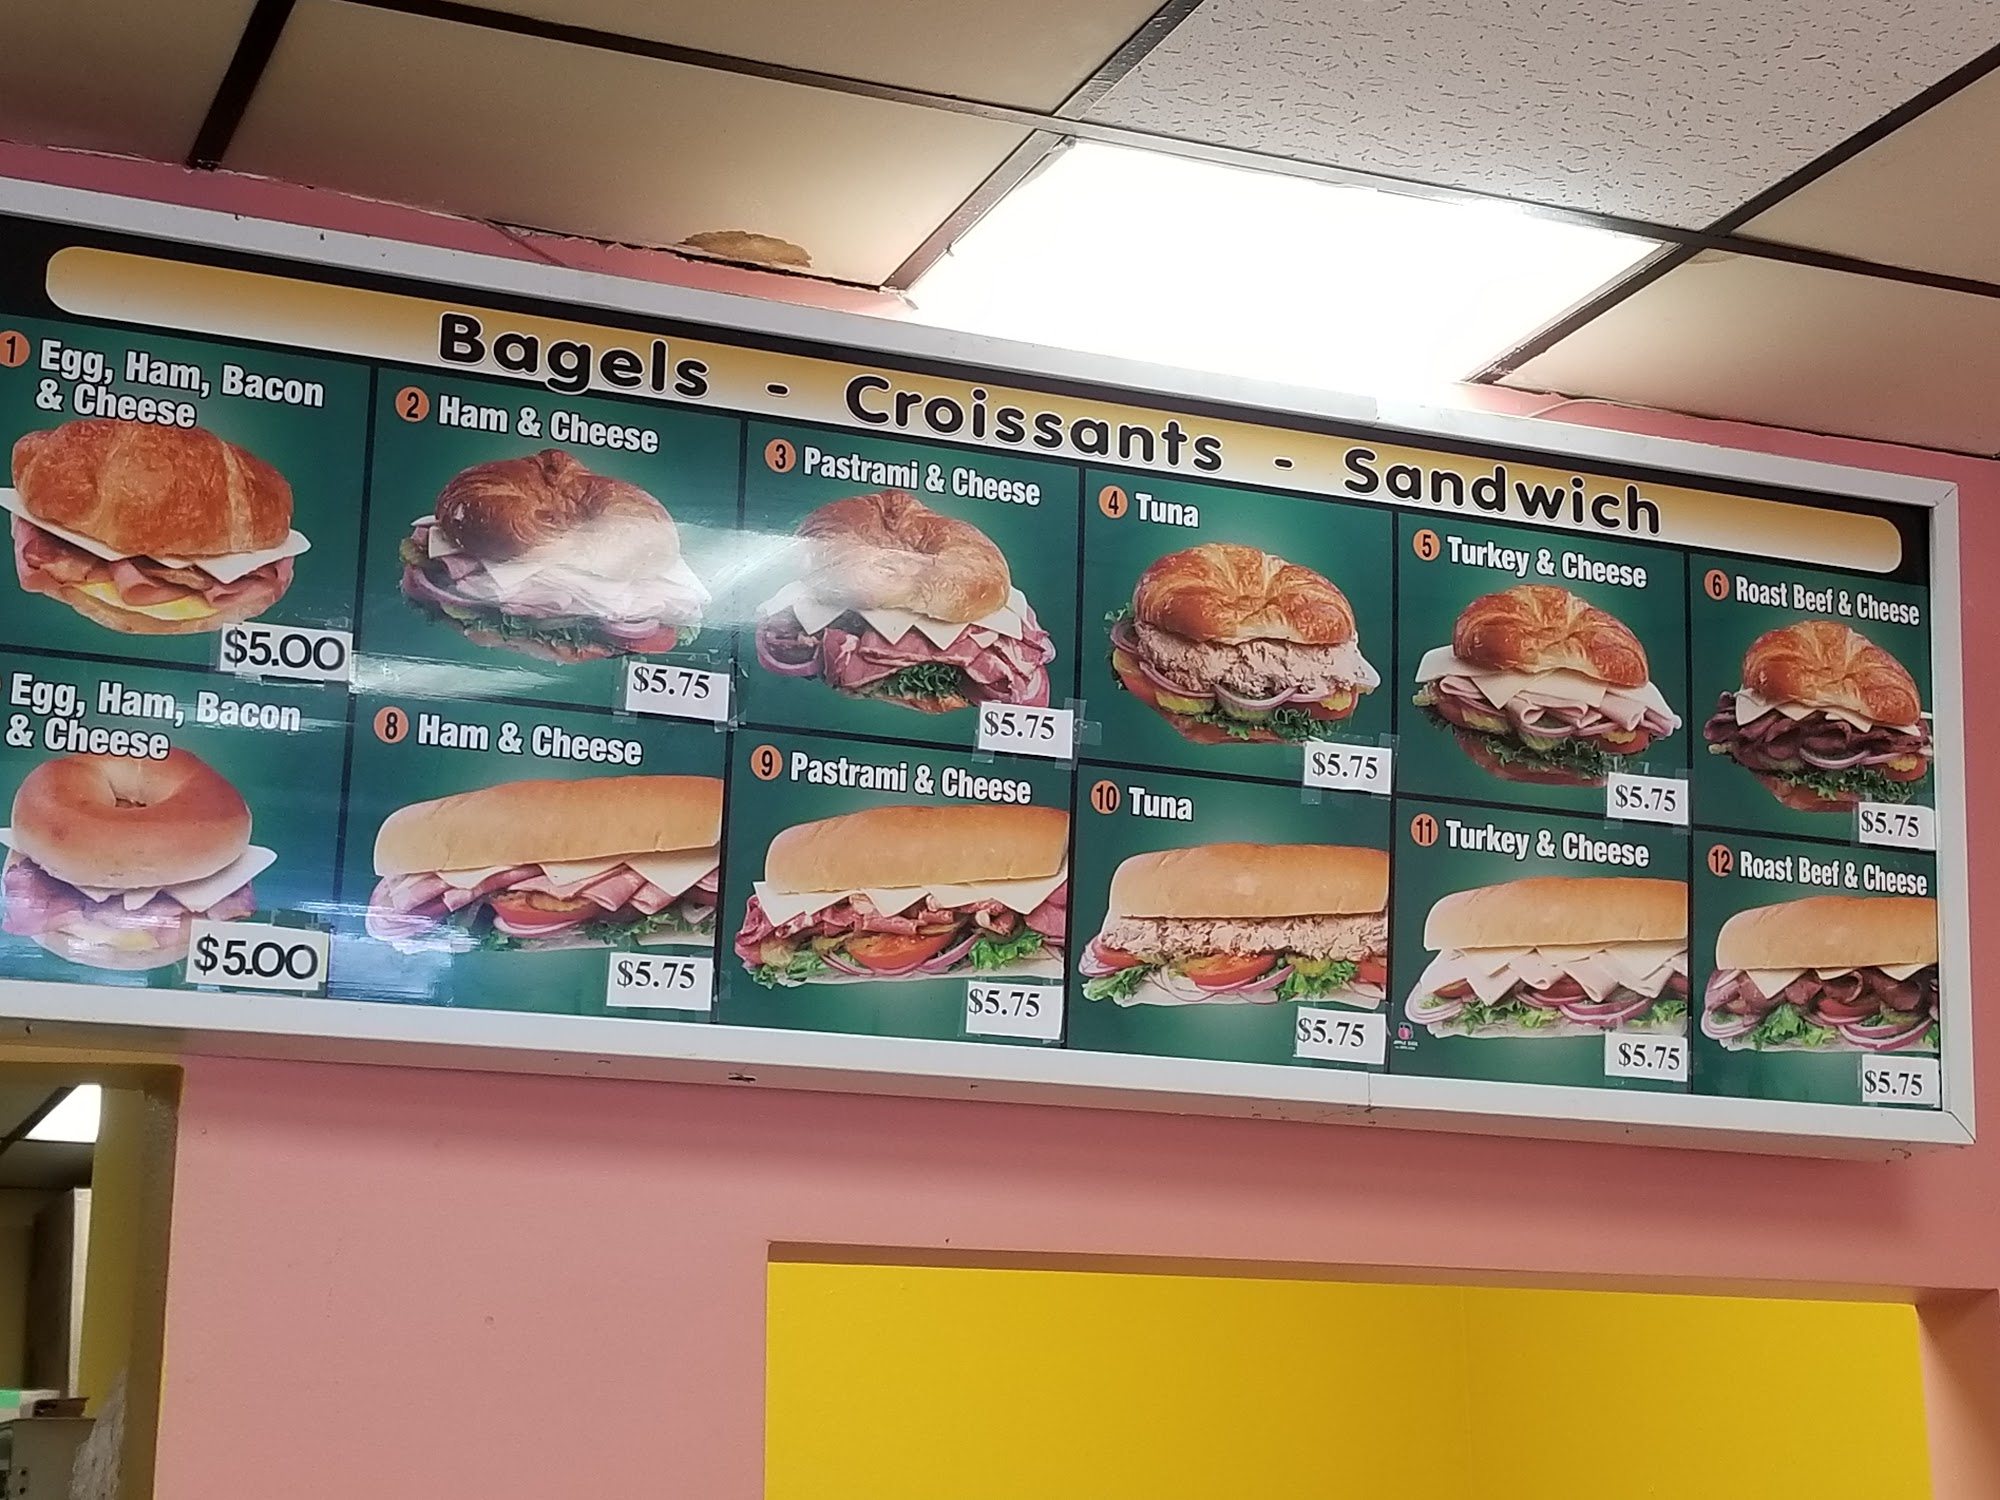 Bagels - Croissants - Sandwich
1 Egg, Ham, Bacon
& Cheese
$5.00
2 Ham & Cheese
$5.75
3 Pastrami & Cheese
$5.75
4 Tuna
$5.75
5 Turkey & Cheese
$5.75
6 Roast Beef & Cheese
$5.75
Egg, Ham, Bacon
& Cheese
$5.00
8 Ham & Cheese
$5.75
9 Pastrami & Cheese
$5.75
10 Tuna
$5.75
11 Turkey & Cheese
$5.75
12 Roast Beef & Cheese
$5.75